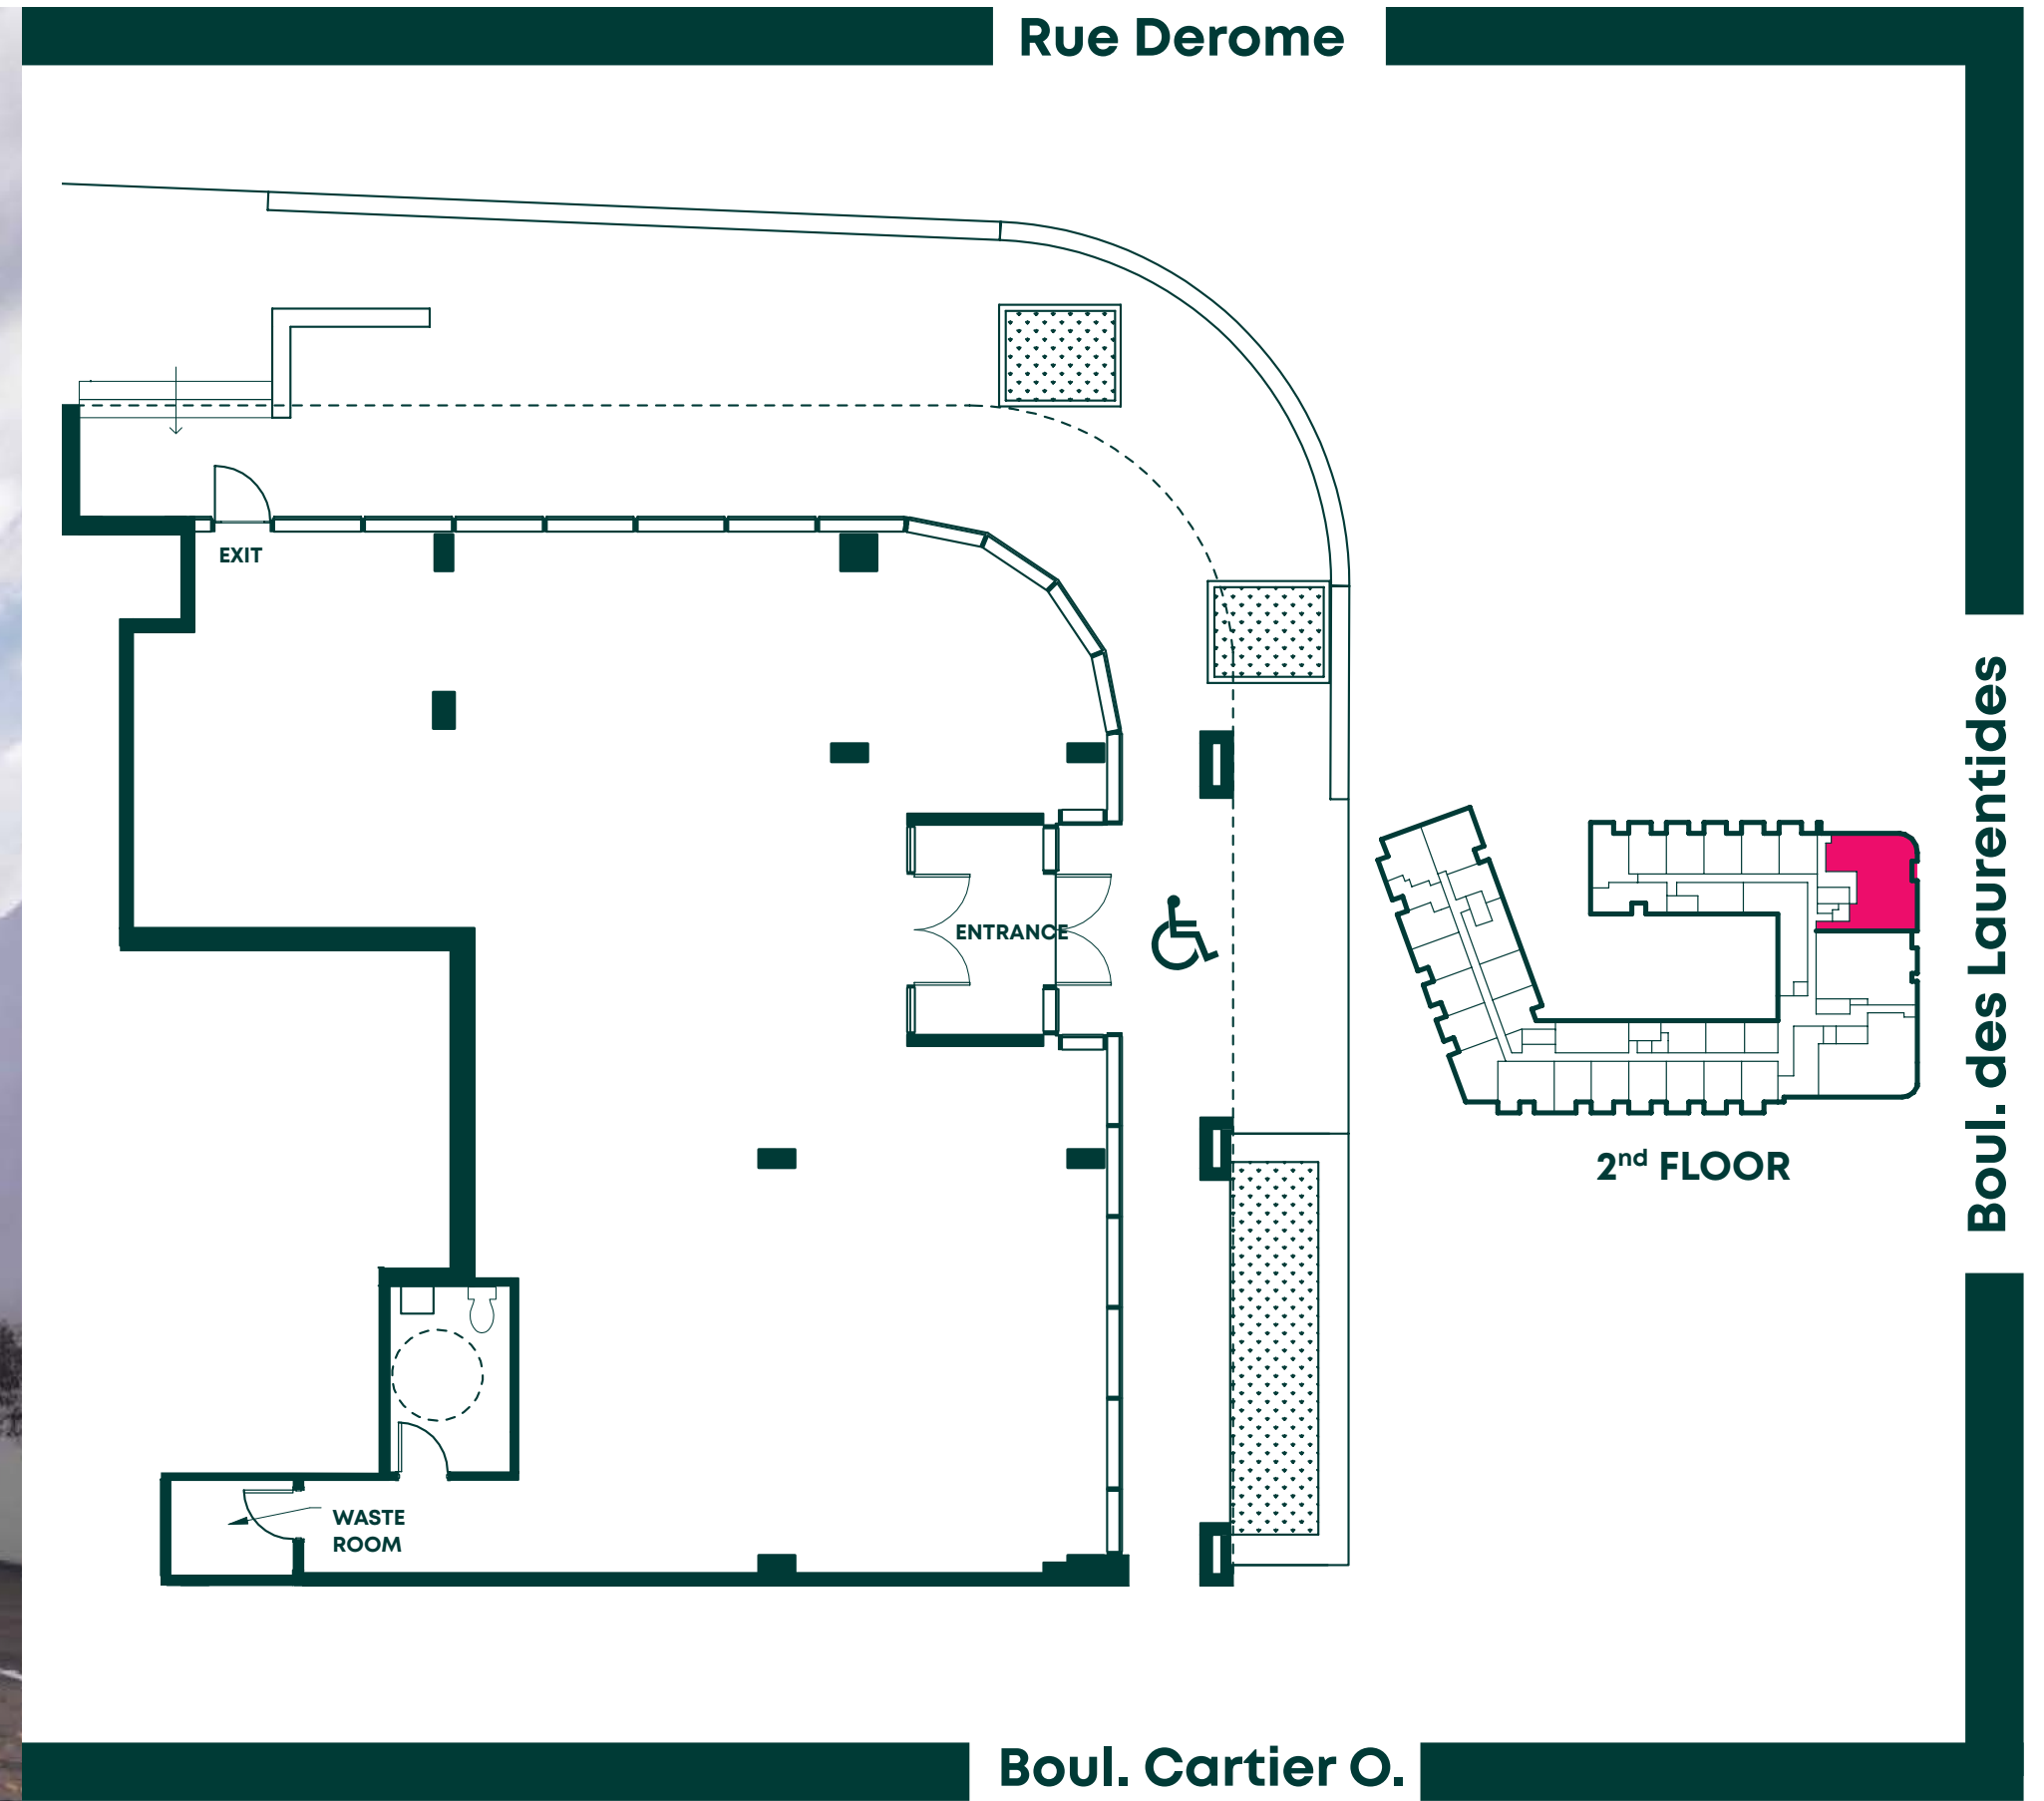 Rue Derome
EXIT
ENTRANCE
Boul. des Laurentides
2nd FLOOR
WASTE
ROOM
Boul. Cartier O.